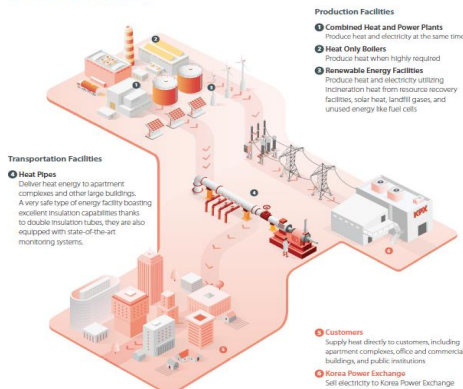 Production Facilities
1 Combined Heat and Power Plants
Produce heat and electricity at the same time
2 Heat Only Boilers
Produce heat when highly required
3 Renewable Energy Facilities
Produce heat and electricity utilizing
incineration heat from resource recovery
facilities, solar heat, landfill gases, and
unused energy like fuel cells
2
1
3
Transportation Facilities
4 Heat Pipes
Deliver heat energy to apartment
complexes and other large buildings.
A very safe type of energy facility boasting
excellent insulation capabilities thanks
to double insulation tubes, they are also
equipped with state-of-the-art
monitoring systems.
4
KPX
6
5
5 Customers
Supply heat directly to customers, including
apartment complexes, office and commercial
buildings, and public institutions
6 Korea Power Exchange
Sell electricity to Korea Power Exchange